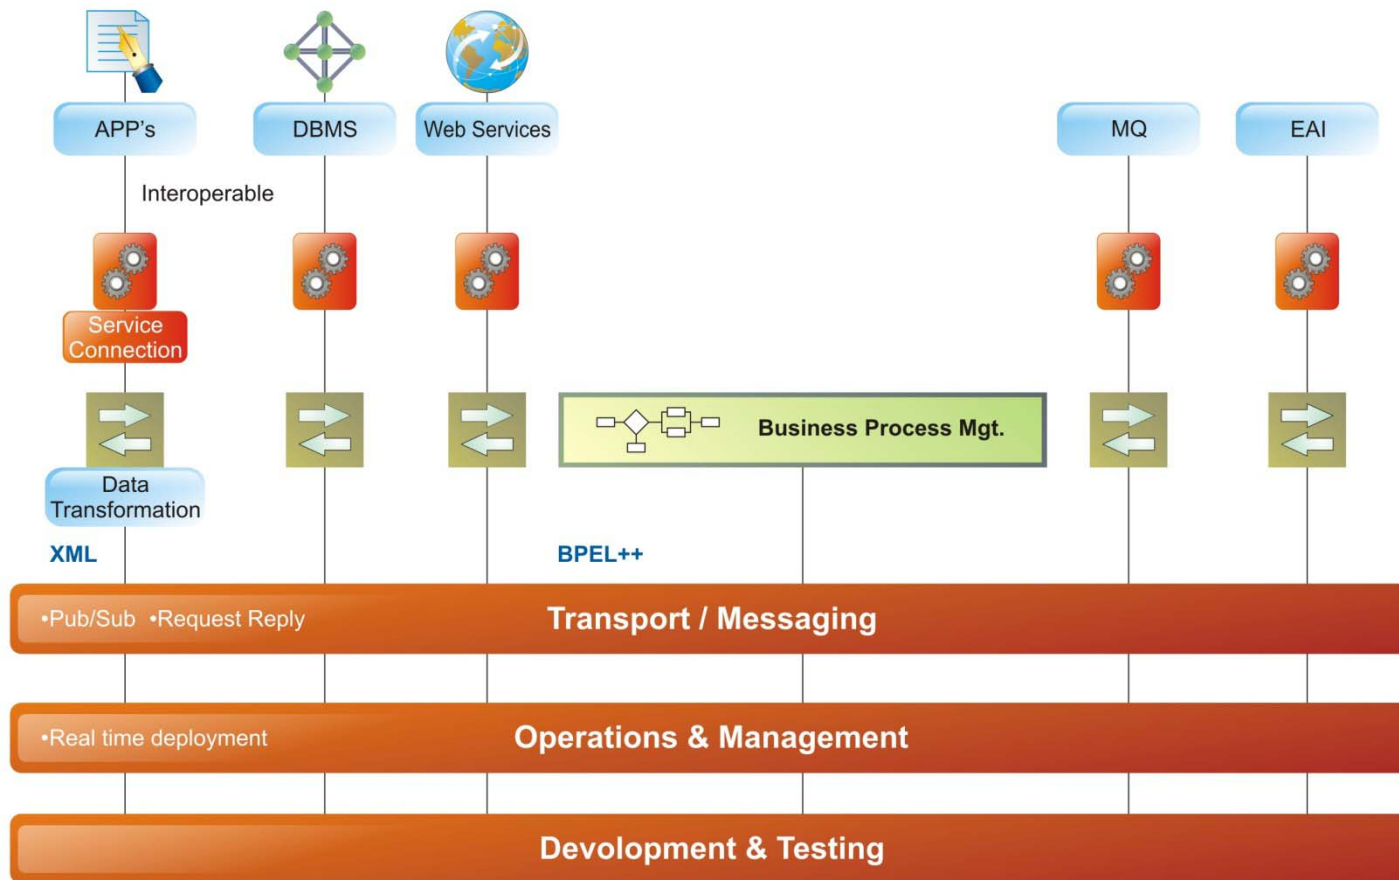 APP's
DBMS
Web Services
MQ
EAI
Interoperable
Service
Connection
Business Process Mgt.
Data
Transformation
XML
BPEL++
•Pub/Sub •Request Reply
Transport / Messaging
•Real time deployment
Operations & Management
Devolopment & Testing